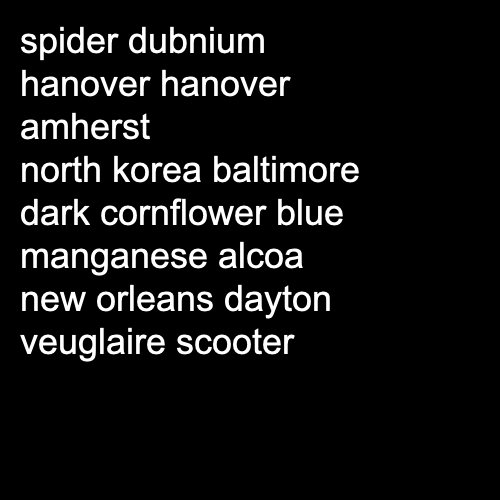 spider dubnium
hanover hanover
amherst
north korea baltimore
dark cornflower blue
manganese alcoa
new orleans dayton
veuglaire scooter